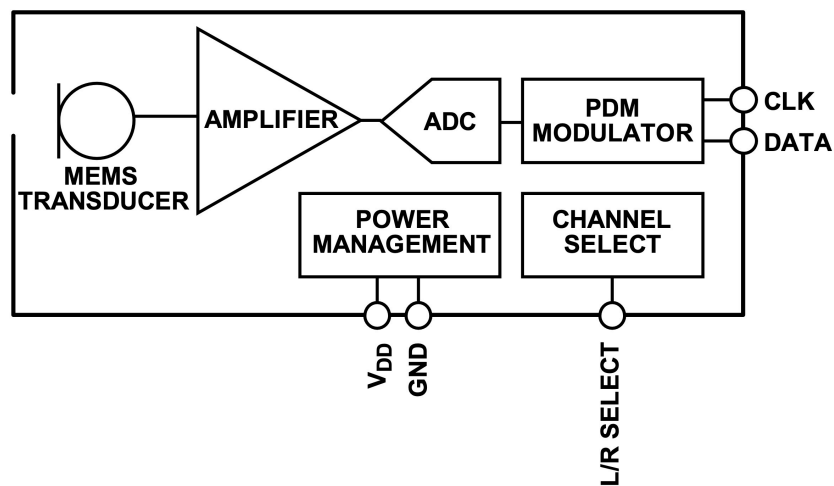 AMPLIFIER
ADC
PDM
MODULATOR
CLK
DATA
MEMS
TRANSDUCER
POWER
MANAGEMENT
CHANNEL
SELECT
VDD
GND
L/R SELECT